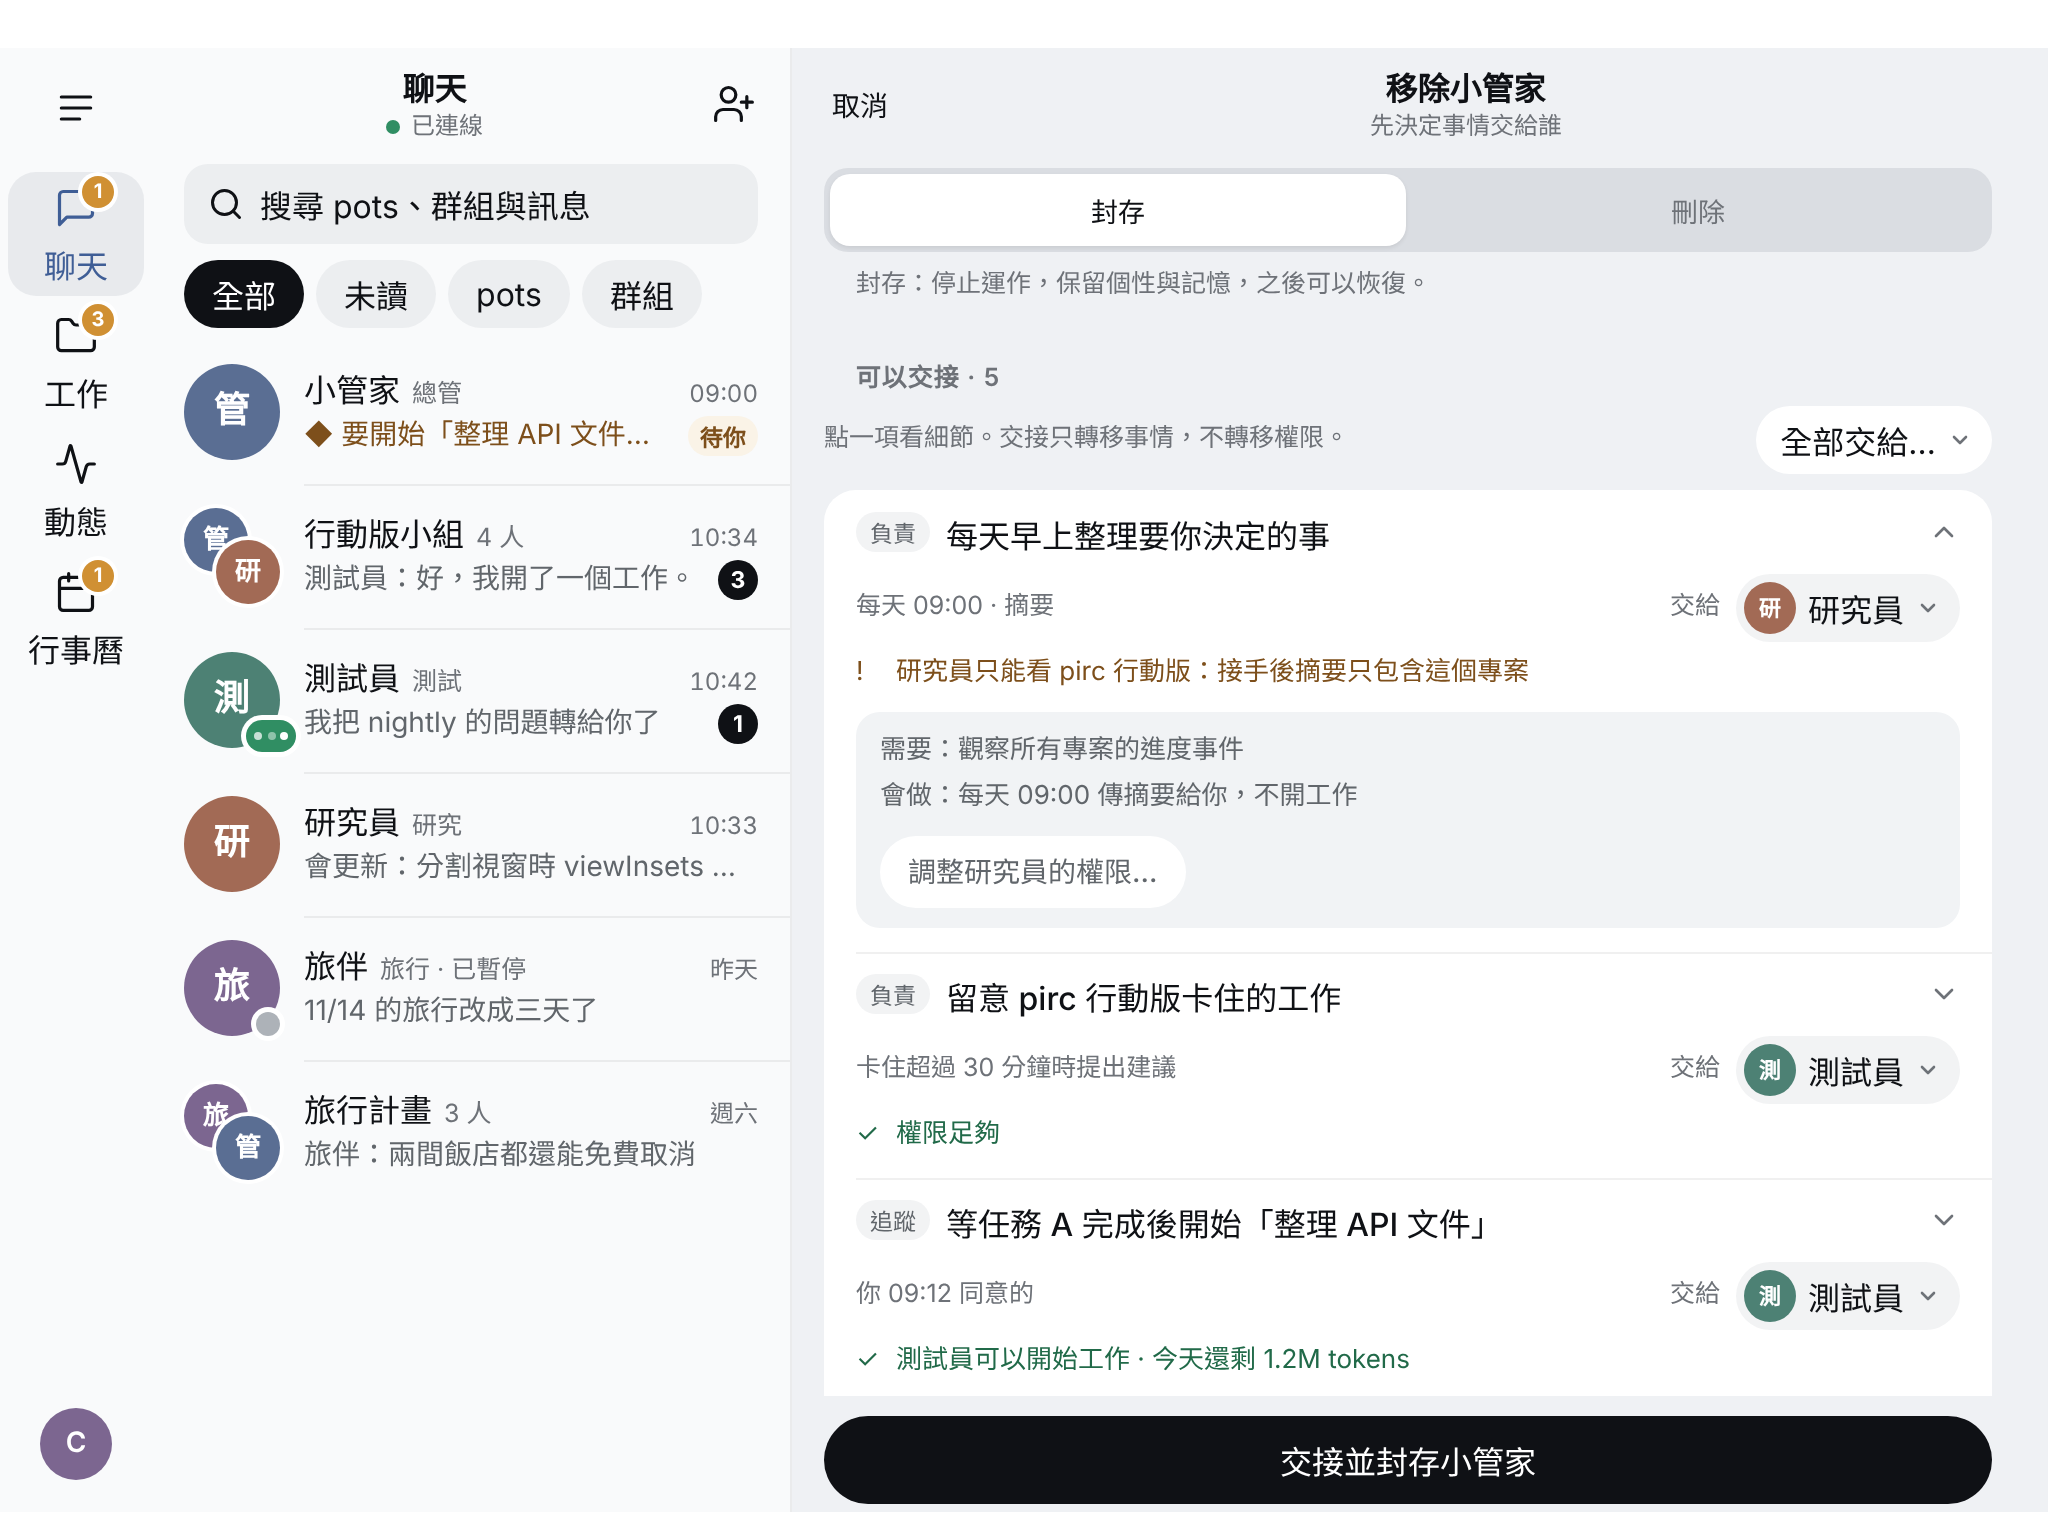 聊天
已連線
1
聊天
3
工作
動態
1
行事曆
C
搜尋 pots、群組與訊息
全部
未讀
pots
群組
管
小管家 總管
09:00
◆ 要開始「整理 API 文件...
待你
管
研
行動版小組 4 人
10:34
測試員：好，我開了一個工作。
3
測
測試員 測試
10:42
我把 nightly 的問題轉給你了
1
研
研究員 研究
10:33
會更新：分割視窗時 viewInsets ...
旅
旅伴 旅行 · 已暫停
昨天
11/14 的旅行改成三天了
旅
管
旅行計畫 3 人
週六
旅伴：兩間飯店都還能免費取消
取消
移除小管家
先決定事情交給誰
封存
刪除
封存：停止運作，保留個性與記憶，之後可以恢復。
可以交接 · 5
點一項看細節。交接只轉移事情，不轉移權限。
全部交給...
負責 每天早上整理要你決定的事
每天 09:00 · 摘要
交給 研 研究員
! 研究員只能看 pirc 行動版：接手後摘要只包含這個專案
需要：觀察所有專案的進度事件
會做：每天 09:00 傳摘要給你，不開工作
調整研究員的權限...
負責 留意 pirc 行動版卡住的工作
卡住超過 30 分鐘時提出建議
交給 測 測試員
✓ 權限足夠
追蹤 等任務 A 完成後開始「整理 API 文件」
你 09:12 同意的
交給 測 測試員
✓ 測試員可以開始工作 · 今天還剩 1.2M tokens
交接並封存小管家